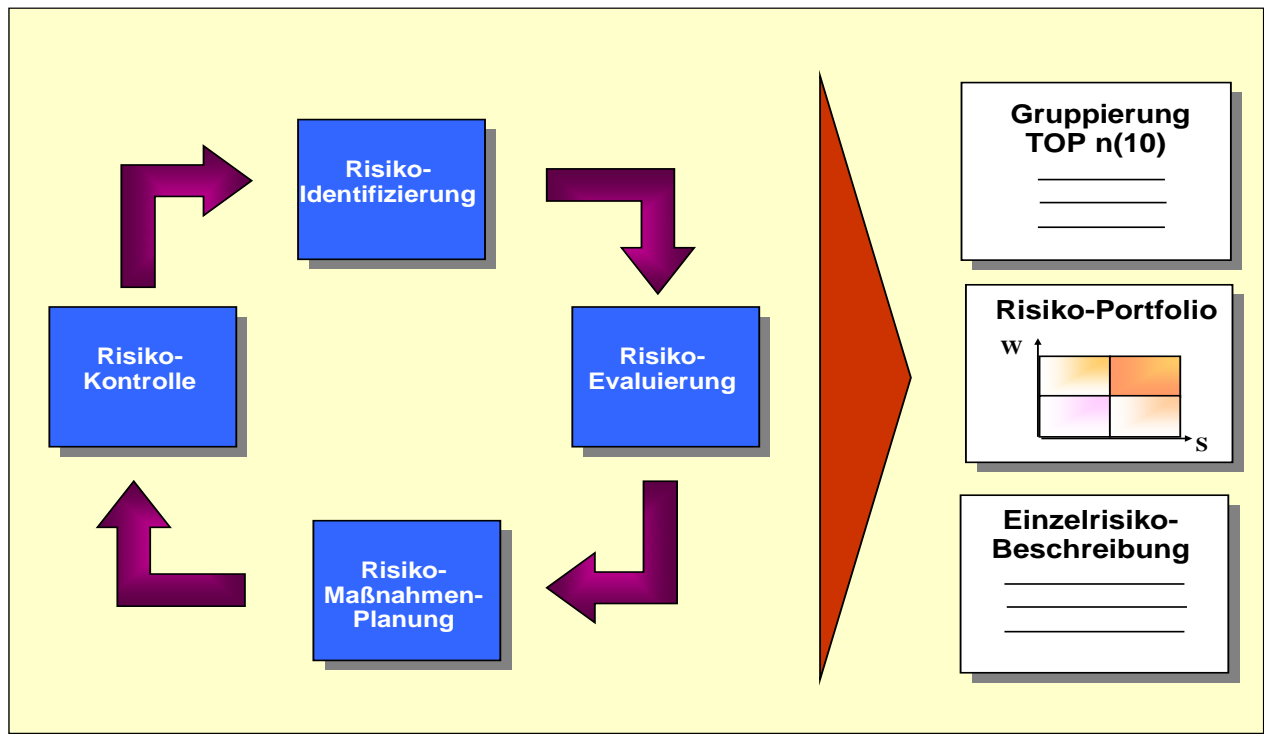 Risiko-
Identifizierung
Risiko-
Evaluierung
Risiko-
Maßnahmen-
Planung
Risiko-
Kontrolle
Gruppierung
TOP n(10)
Risiko-Portfolio
W
S
Einzelrisiko-
Beschreibung